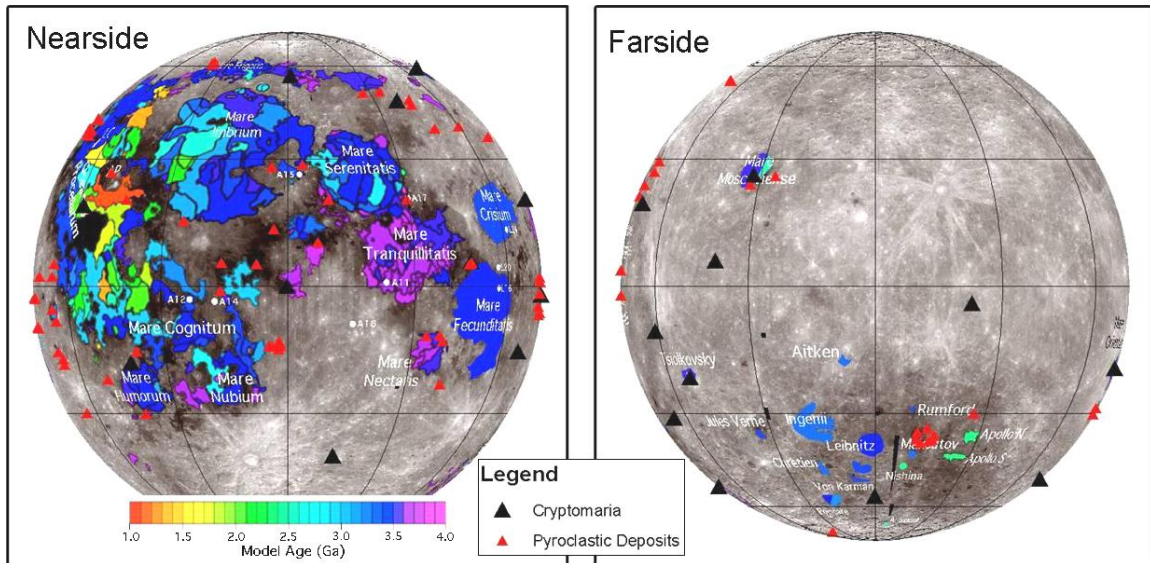 Nearside
Mare
Imbrium
Mare
Serenitatis
A15
A17
Mare
Crisium
Mare
Tranquillitatis
A11
A12
A14
A16
L20
L16
Mare
Fecunditatis
Mare Cognitum
Mare
Nectaris
Mare
Humorum
Mare
Nubium
1.0 1.5 2.0 2.5 3.0 3.5 4.0
Model Age (Ga)
Legend
Cryptomaria
Pyroclastic Deposits
Farside
Mare
Moscoviense
Tsiolkovsky
Aitken
Jules Verne
Ingenii
Rumford
Leibnitz
Apollo N
Apollo S
Chretien
Nishina
Von Karman